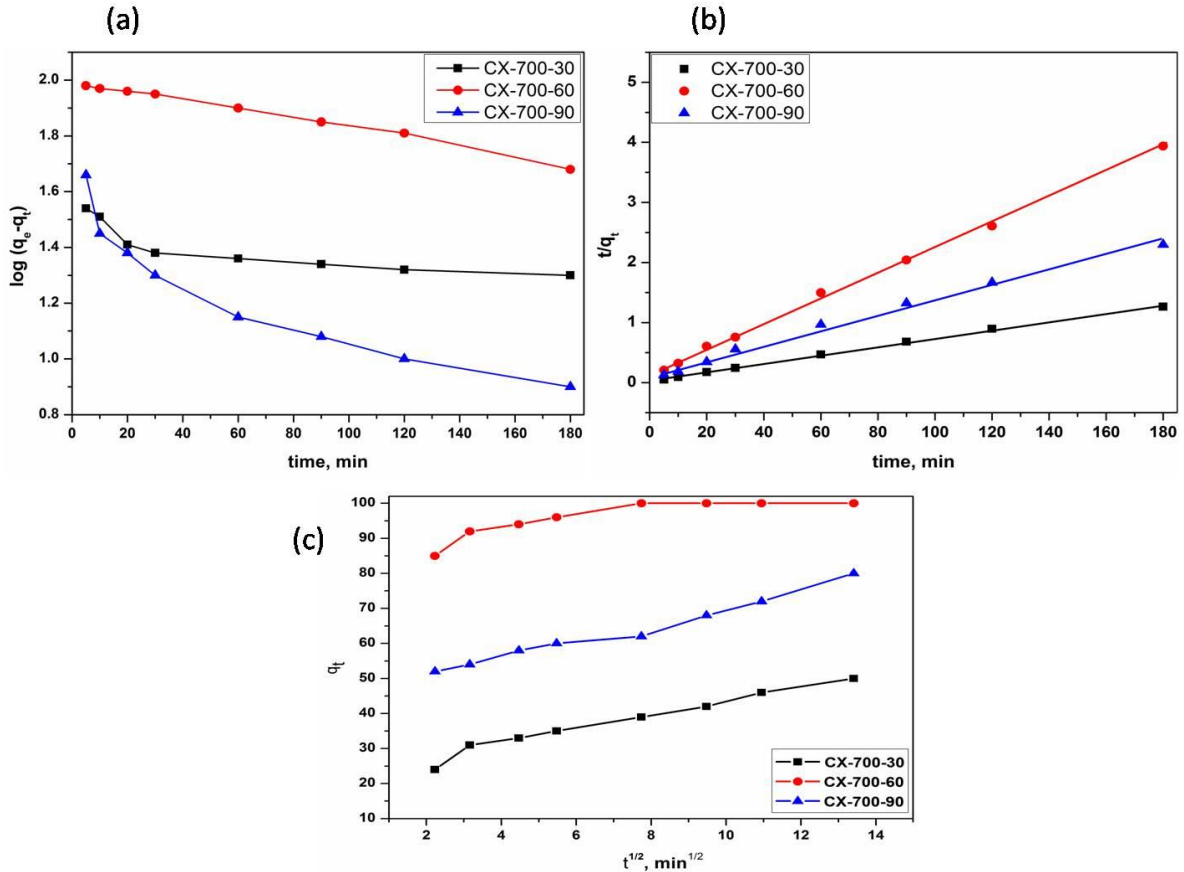 (a)
(b)
CX-700-30
CX-700-60
CX-700-90
2.0
1.8
1.6
1.4
1.2
1.0
0.8
log (qe-qt)
0 20 40 60 80 100 120 140 160 180
time, min
CX-700-30
CX-700-60
CX-700-90
5
4
3
2
1
0
t/qt
0 20 40 60 80 100 120 140 160 180
time, min
(c)
100
90
80
70
60
50
40
30
20
10
qt
CX-700-30
CX-700-60
CX-700-90
2 4 6 8 10 12 14
t1/2, min1/2